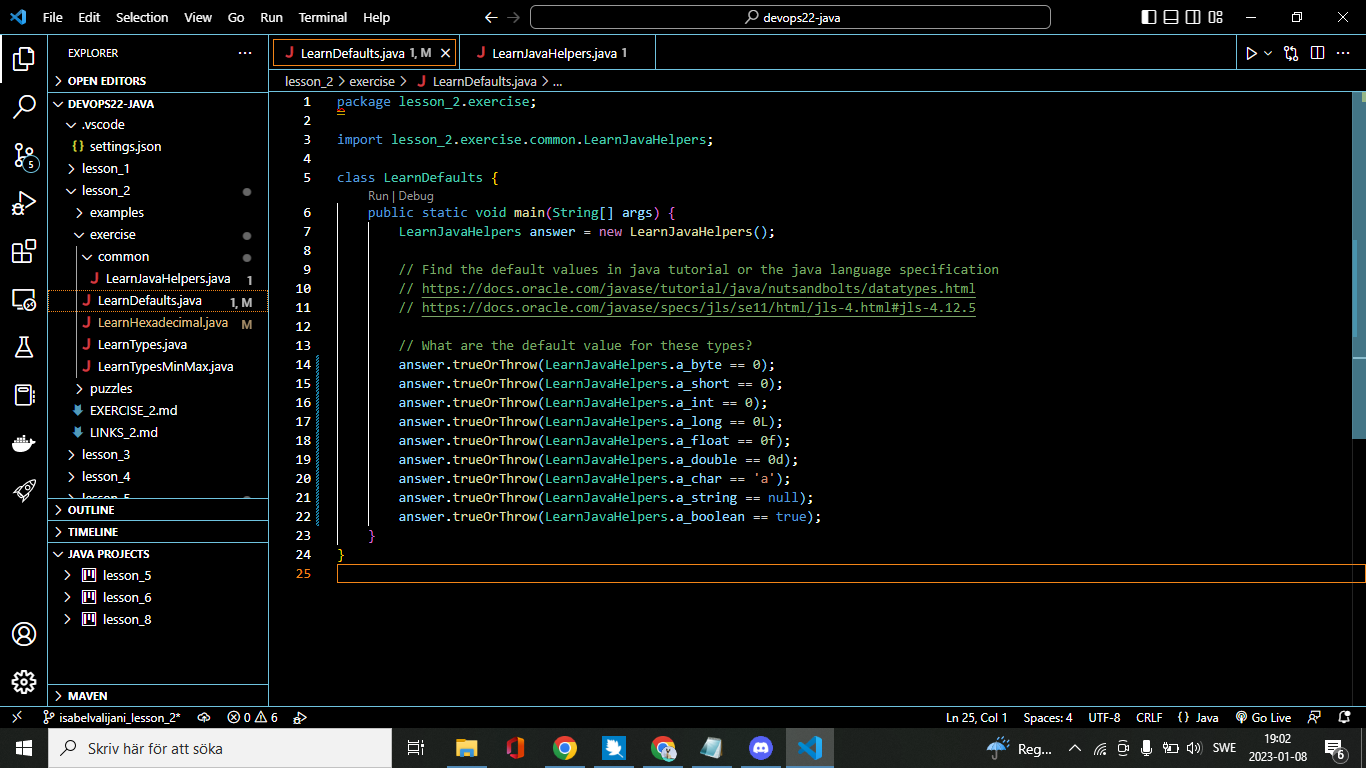 File Edit Selection View Go Run Terminal Help
devops22-java
EXPLORER
OPEN EDITORS
DEVOPS22-JAVA
.vscode
{} settings.json
lesson_1
lesson_2
examples
exercise
common
J LearnJavaHelpers.java 1
J LearnDefaults.java 1, M
J LearnHexadecimal.java M
J LearnTypes.java
J LearnTypesMinMax.java
puzzles
EXERCISE_2.md
LINKS_2.md
lesson_3
lesson_4
lesson_5
OUTLINE
TIMELINE
JAVA PROJECTS
lesson_5
lesson_6
lesson_8
MAVEN
5
J LearnDefaults.java 1, M
J LearnJavaHelpers.java 1
lesson_2 > exercise > J LearnDefaults.java > ...
1 package lesson_2.exercise;
2
3 import lesson_2.exercise.common.LearnJavaHelpers;
4
5 class LearnDefaults {
Run | Debug
6 public static void main(String[] args) {
7 LearnJavaHelpers answer = new LearnJavaHelpers();
8
9 // Find the default values in java tutorial or the java language specification
10 // https://docs.oracle.com/javase/tutorial/java/nutsandbolts/datatypes.html
11 // https://docs.oracle.com/javase/specs/jls/se11/html/jls-4.html#jls-4.12.5
12
13 // What are the default value for these types?
14 answer.trueOrThrow(LearnJavaHelpers.a_byte == 0);
15 answer.trueOrThrow(LearnJavaHelpers.a_short == 0);
16 answer.trueOrThrow(LearnJavaHelpers.a_int == 0);
17 answer.trueOrThrow(LearnJavaHelpers.a_long == 0L);
18 answer.trueOrThrow(LearnJavaHelpers.a_float == 0f);
19 answer.trueOrThrow(LearnJavaHelpers.a_double == 0d);
20 answer.trueOrThrow(LearnJavaHelpers.a_char == 'a');
21 answer.trueOrThrow(LearnJavaHelpers.a_string == null);
22 answer.trueOrThrow(LearnJavaHelpers.a_boolean == true);
23 }
24 }
25
isabelvalijani_lesson_2* 0 6
Ln 25, Col 1 Spaces: 4 UTF-8 CRLF {} Java Go Live
Skriv här för att söka
Reg... SWE
19:02
2023-01-08
6